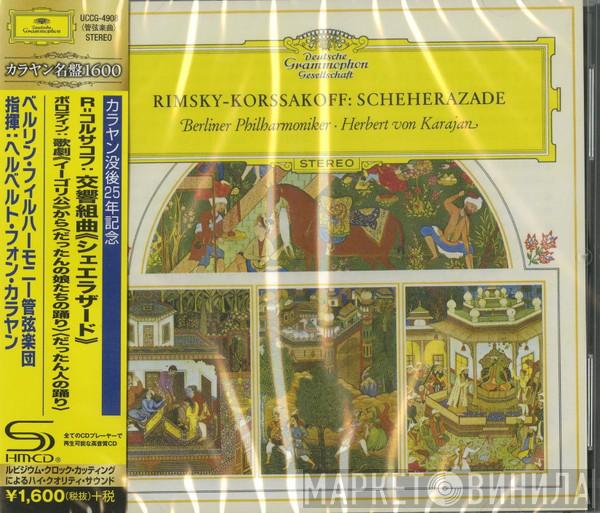 Deutsche
Grammophon
UCCG-4908
(管弦楽曲)
STEREO
カラヤン名盤1600
カラヤン没後25年記念
R=コルサコフ:交響組曲《シェエラザード》
ボロディン:歌劇《イーゴリ公》から〈だったん人の娘たちの踊り〉〈だったん人の踊り〉
ベルリン・フィルハーモニー管弦楽団
指揮:ヘルベルト・フォン・カラヤン
SHM-CD®
全てのCDプレーヤーで
再生可能な高音質CD
ルビジウム・クロック・カッティング
によるハイ・クオリティ・サウンド
¥1,600(税抜)+税
Deutsche
Grammophon
Gesellschaft
RIMSKY-KORSSAKOFF: SCHEHERAZADE
Berliner Philharmoniker · Herbert von Karajan
STEREO
МАРКЕТОВИНИЛА